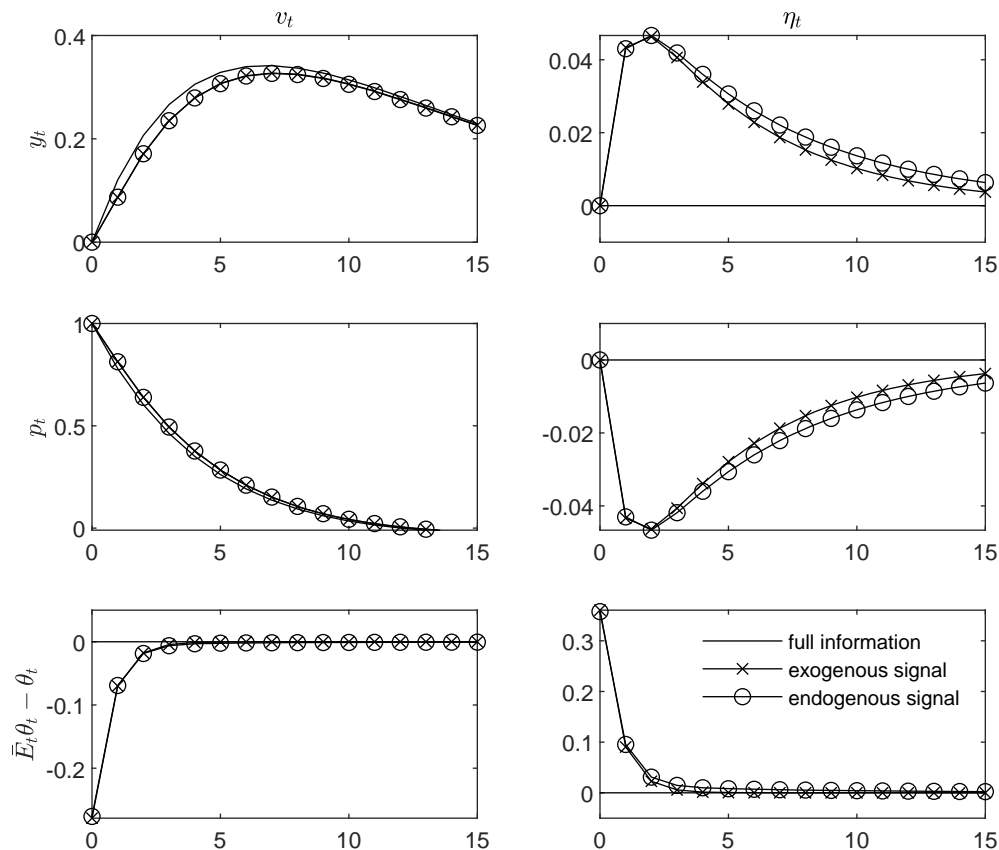 v_t
η_t
0.4
0.2
0
y_t
0 5 10 15
0.04
0.02
0
0 5 10 15
1
0.5
0
p_t
0 5 10 15
0
-0.02
-0.04
0 5 10 15
0
-0.1
-0.2
Ē_tθ_t − θ_t
0 5 10 15
0.3
0.2
0.1
0
full information
exogenous signal
endogenous signal
0 5 10 15